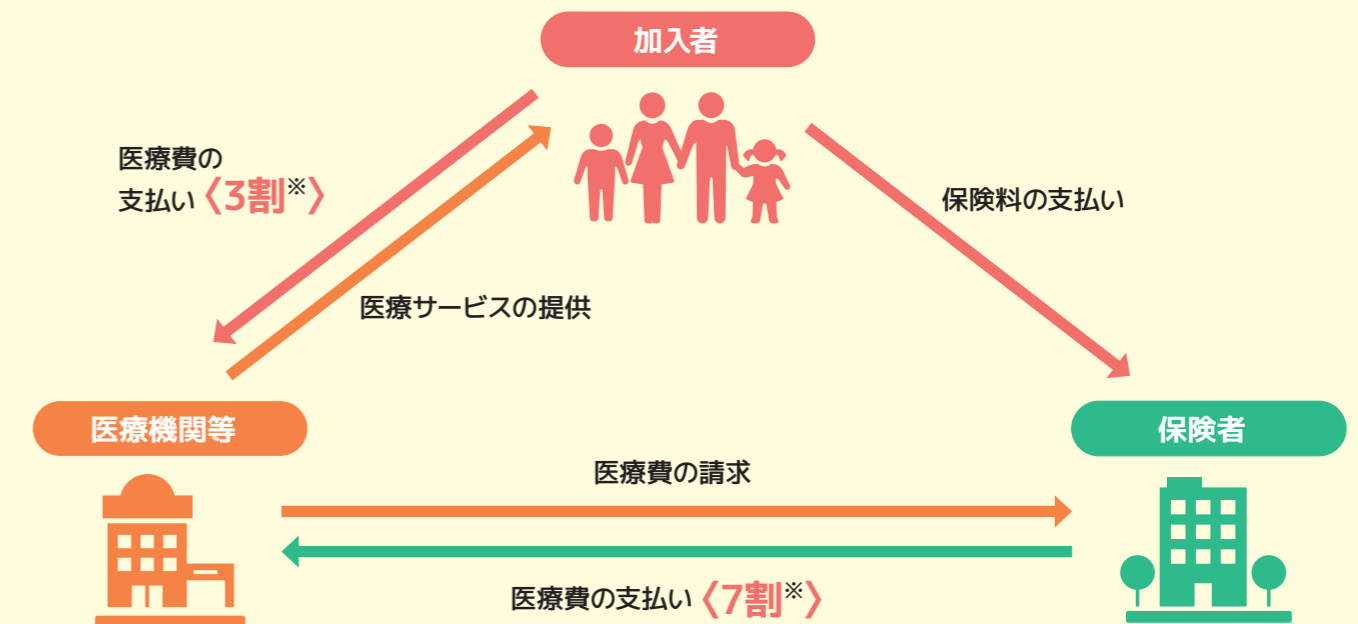 加入者
医療費の
支払い〈3割※〉
保険料の支払い
医療サービスの提供
医療機関等
保険者
医療費の請求
医療費の支払い〈7割※〉